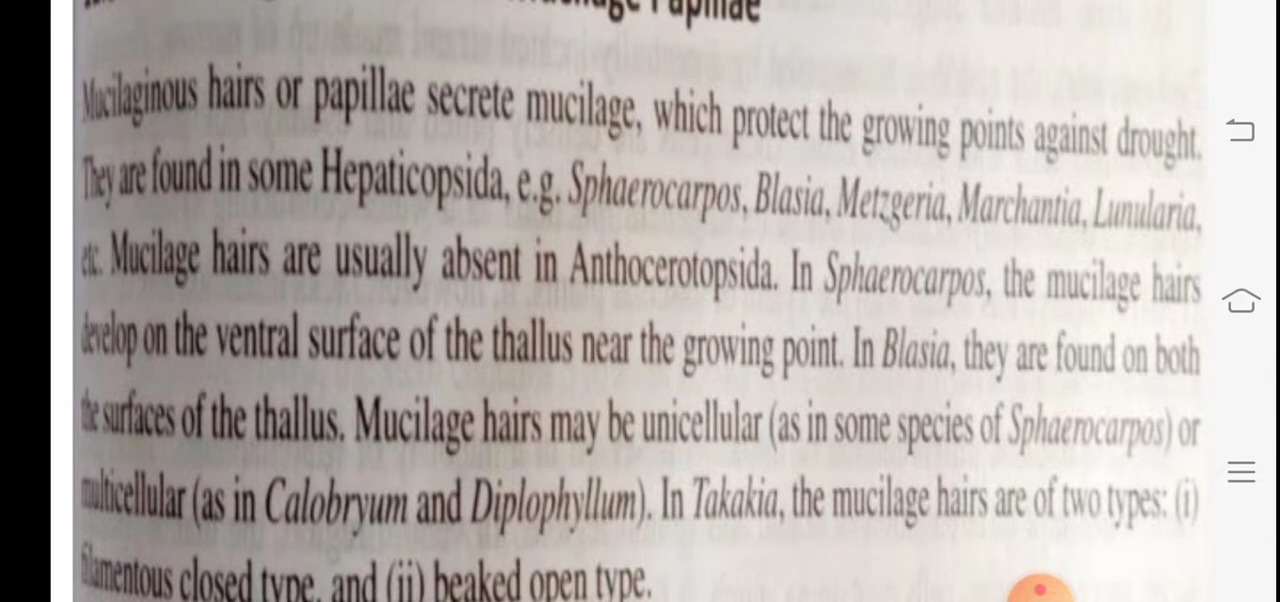 Mucilage Papillae
Mucilaginous hairs or papillae secrete mucilage, which protect the growing points against drought.
They are found in some Hepaticopsida, e.g. Sphaerocarpos, Blasia, Metzgeria, Marchantia, Lunularia,
etc. Mucilage hairs are usually absent in Anthocerotopsida. In Sphaerocarpos, the mucilage hairs
develop on the ventral surface of the thallus near the growing point. In Blasia, they are found on both
the surfaces of the thallus. Mucilage hairs may be unicellular (as in some species of Sphaerocarpos) or
multicellular (as in Calobryum and Diplophyllum). In Takakia, the mucilage hairs are of two types: (i)
filamentous closed type, and (ii) beaked open type.